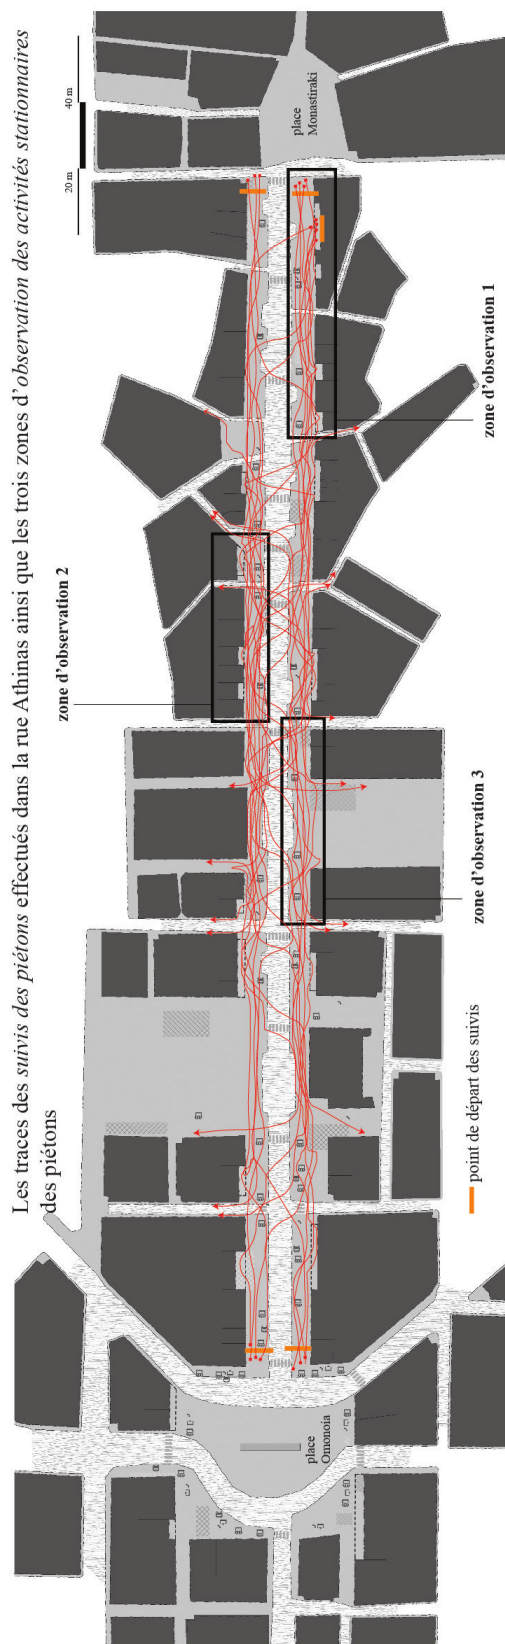 Les traces des suivis des piétons effectués dans la rue Athinas ainsi que les trois zones d'observation des activités stationnaires
des piétons
20 m
40 m
place
Monastiraki
zone d'observation 1
zone d'observation 2
zone d'observation 3
point de départ des suivis
place
Omonoia